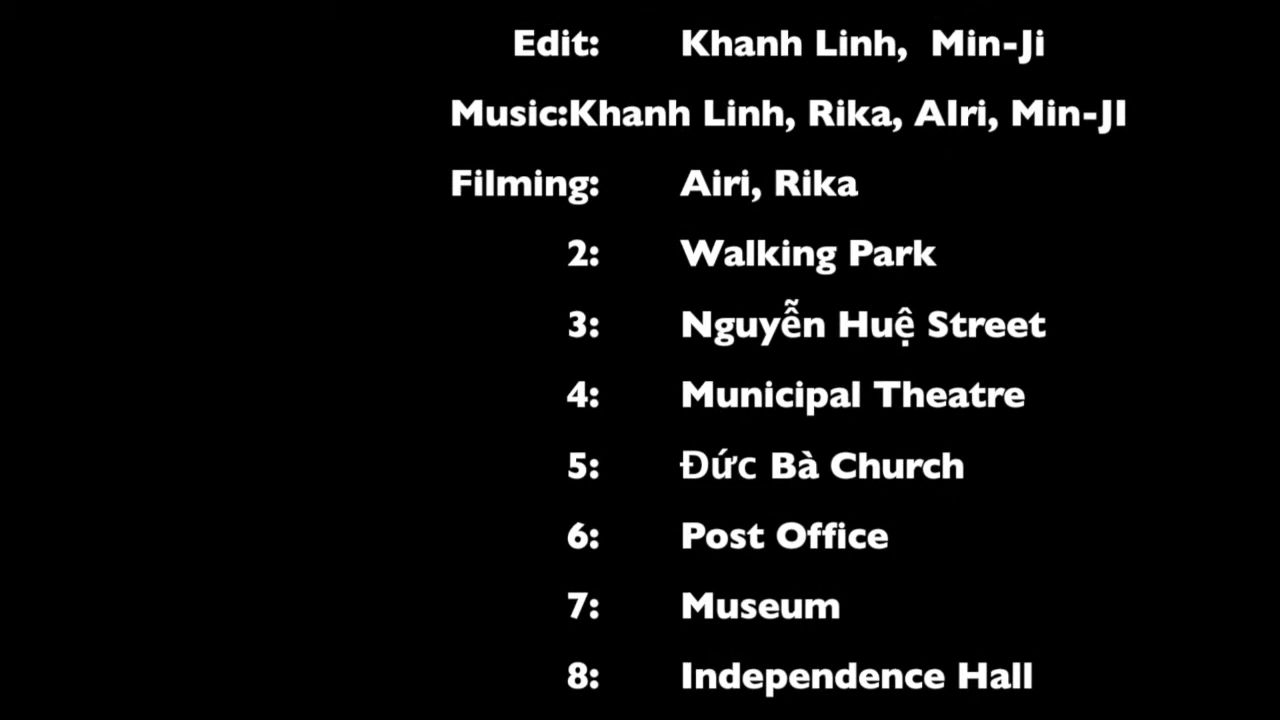 Edit: Khanh Linh, Min-Ji
Music:Khanh Linh, Rika, AIri, Min-JI
Filming: Airi, Rika
2: Walking Park
3: Nguyễn Huệ Street
4: Municipal Theatre
5: Đức Bà Church
6: Post Office
7: Museum
8: Independence Hall